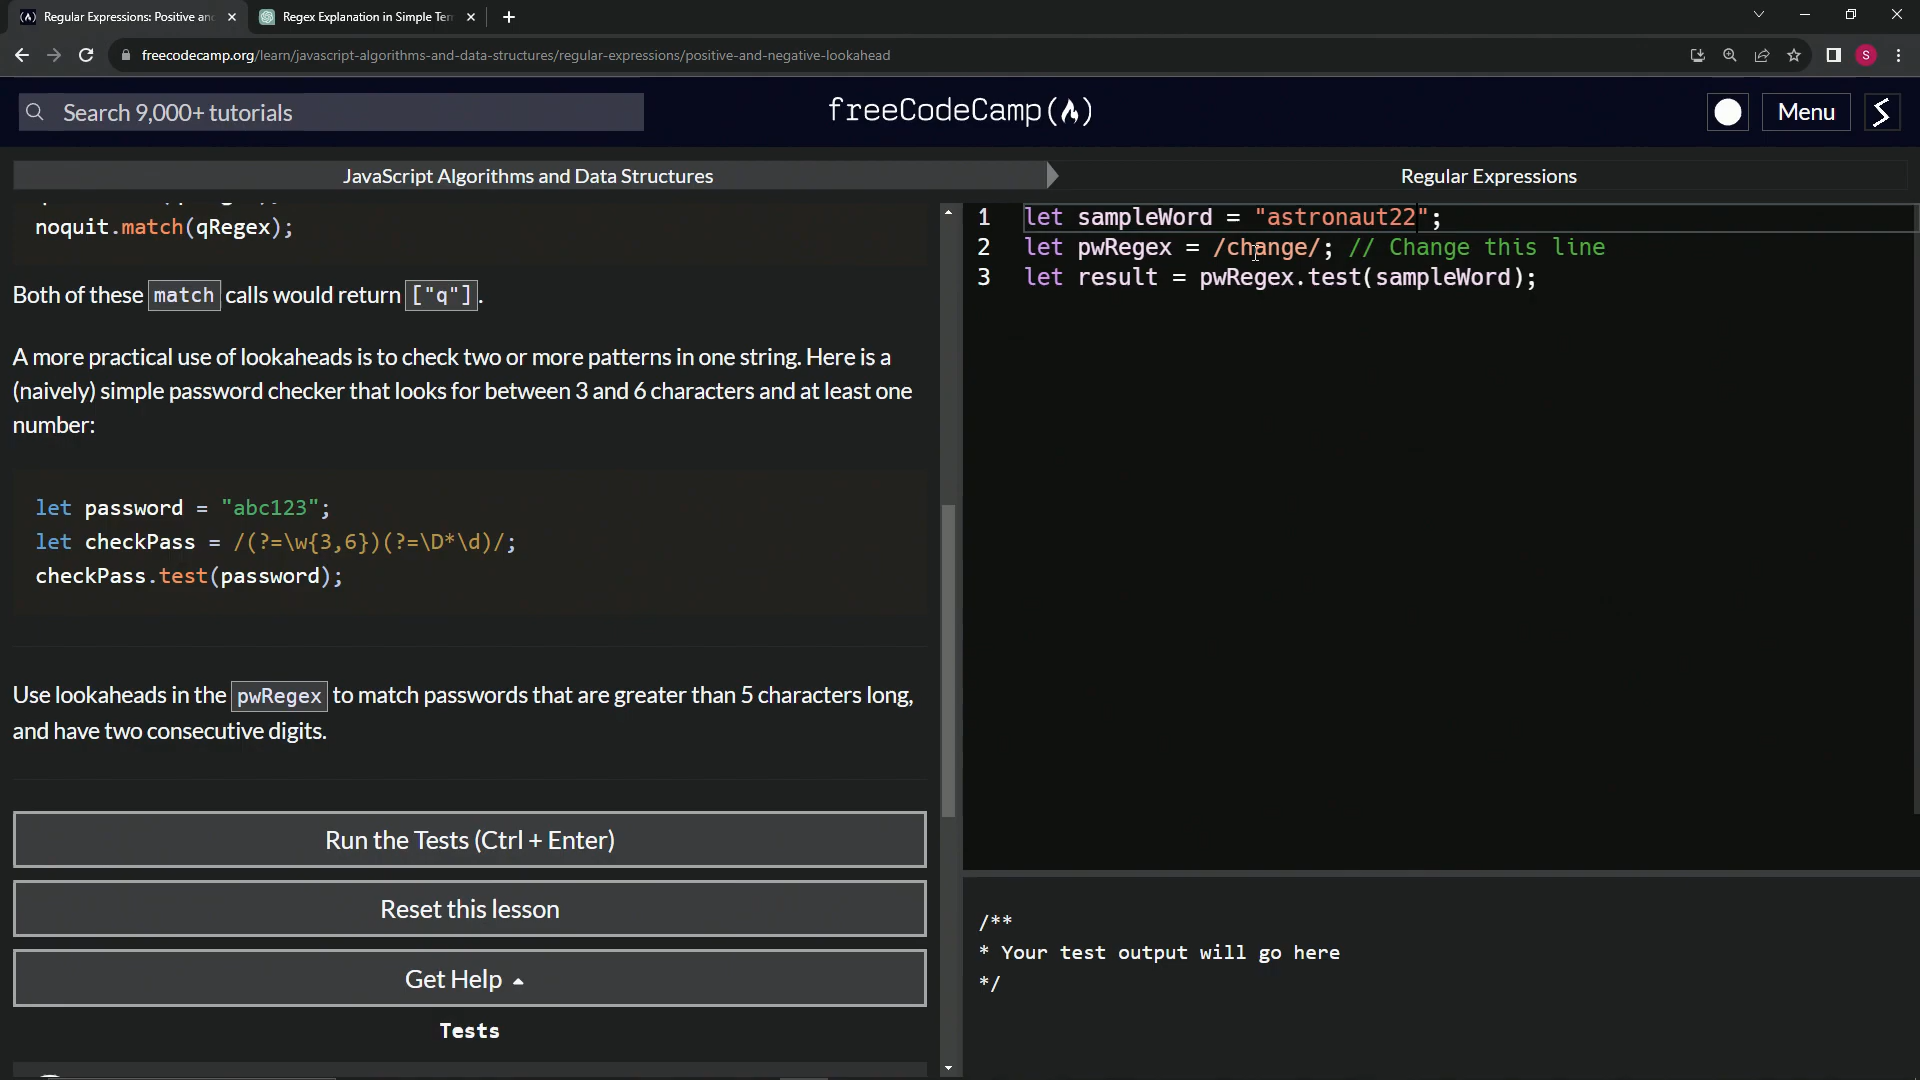 Regular Expressions: Positive an
Regex Explanation in Simple Ter
freecodecamp.org/learn/javascript-algorithms-and-data-structures/regular-expressions/positive-and-negative-lookahead
S
Search 9,000+ tutorials
freeCodeCamp
Menu
JavaScript Algorithms and Data Structures
Regular Expressions
noquit.match(qRegex);
Both of these match calls would return ["q"].
A more practical use of lookaheads is to check two or more patterns in one string. Here is a
(naively) simple password checker that looks for between 3 and 6 characters and at least one
number:
let password = "abc123";
let checkPass = /(?=\w{3,6})(?=\D*\d)/;
checkPass.test(password);
Use lookaheads in the pwRegex to match passwords that are greater than 5 characters long,
and have two consecutive digits.
Run the Tests (Ctrl + Enter)
Reset this lesson
Get Help
Tests
1 let sampleWord = "astronaut22";
2 let pwRegex = /change/; // Change this line
3 let result = pwRegex.test(sampleWord);
/**
* Your test output will go here
*/